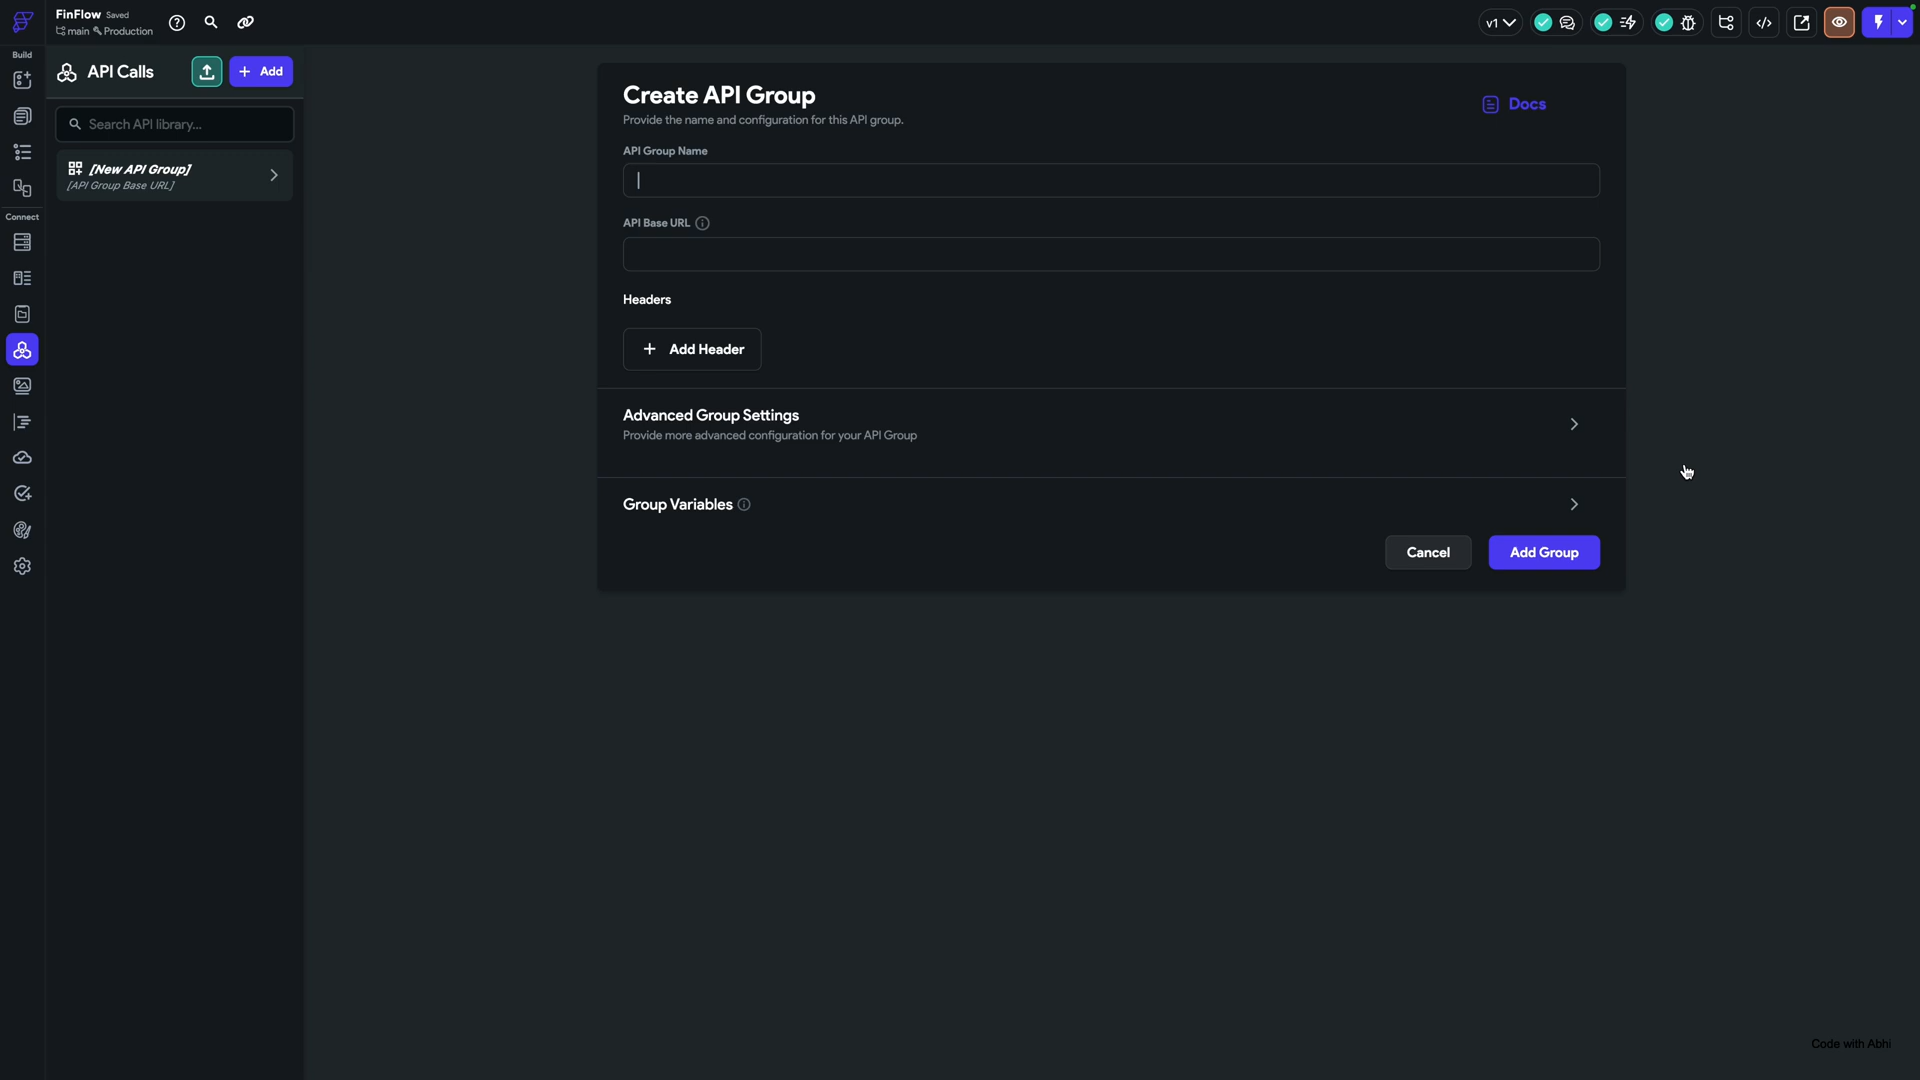 FinFlow Saved
main Production
v1
Build
API Calls
Add
Search API library...
[New API Group]
[API Group Base URL]
Connect
Create API Group
Docs
Provide the name and configuration for this API group.
API Group Name
API Base URL
Headers
Add Header
Advanced Group Settings
Provide more advanced configuration for your API Group
Group Variables
Cancel
Add Group
Code with Abhi